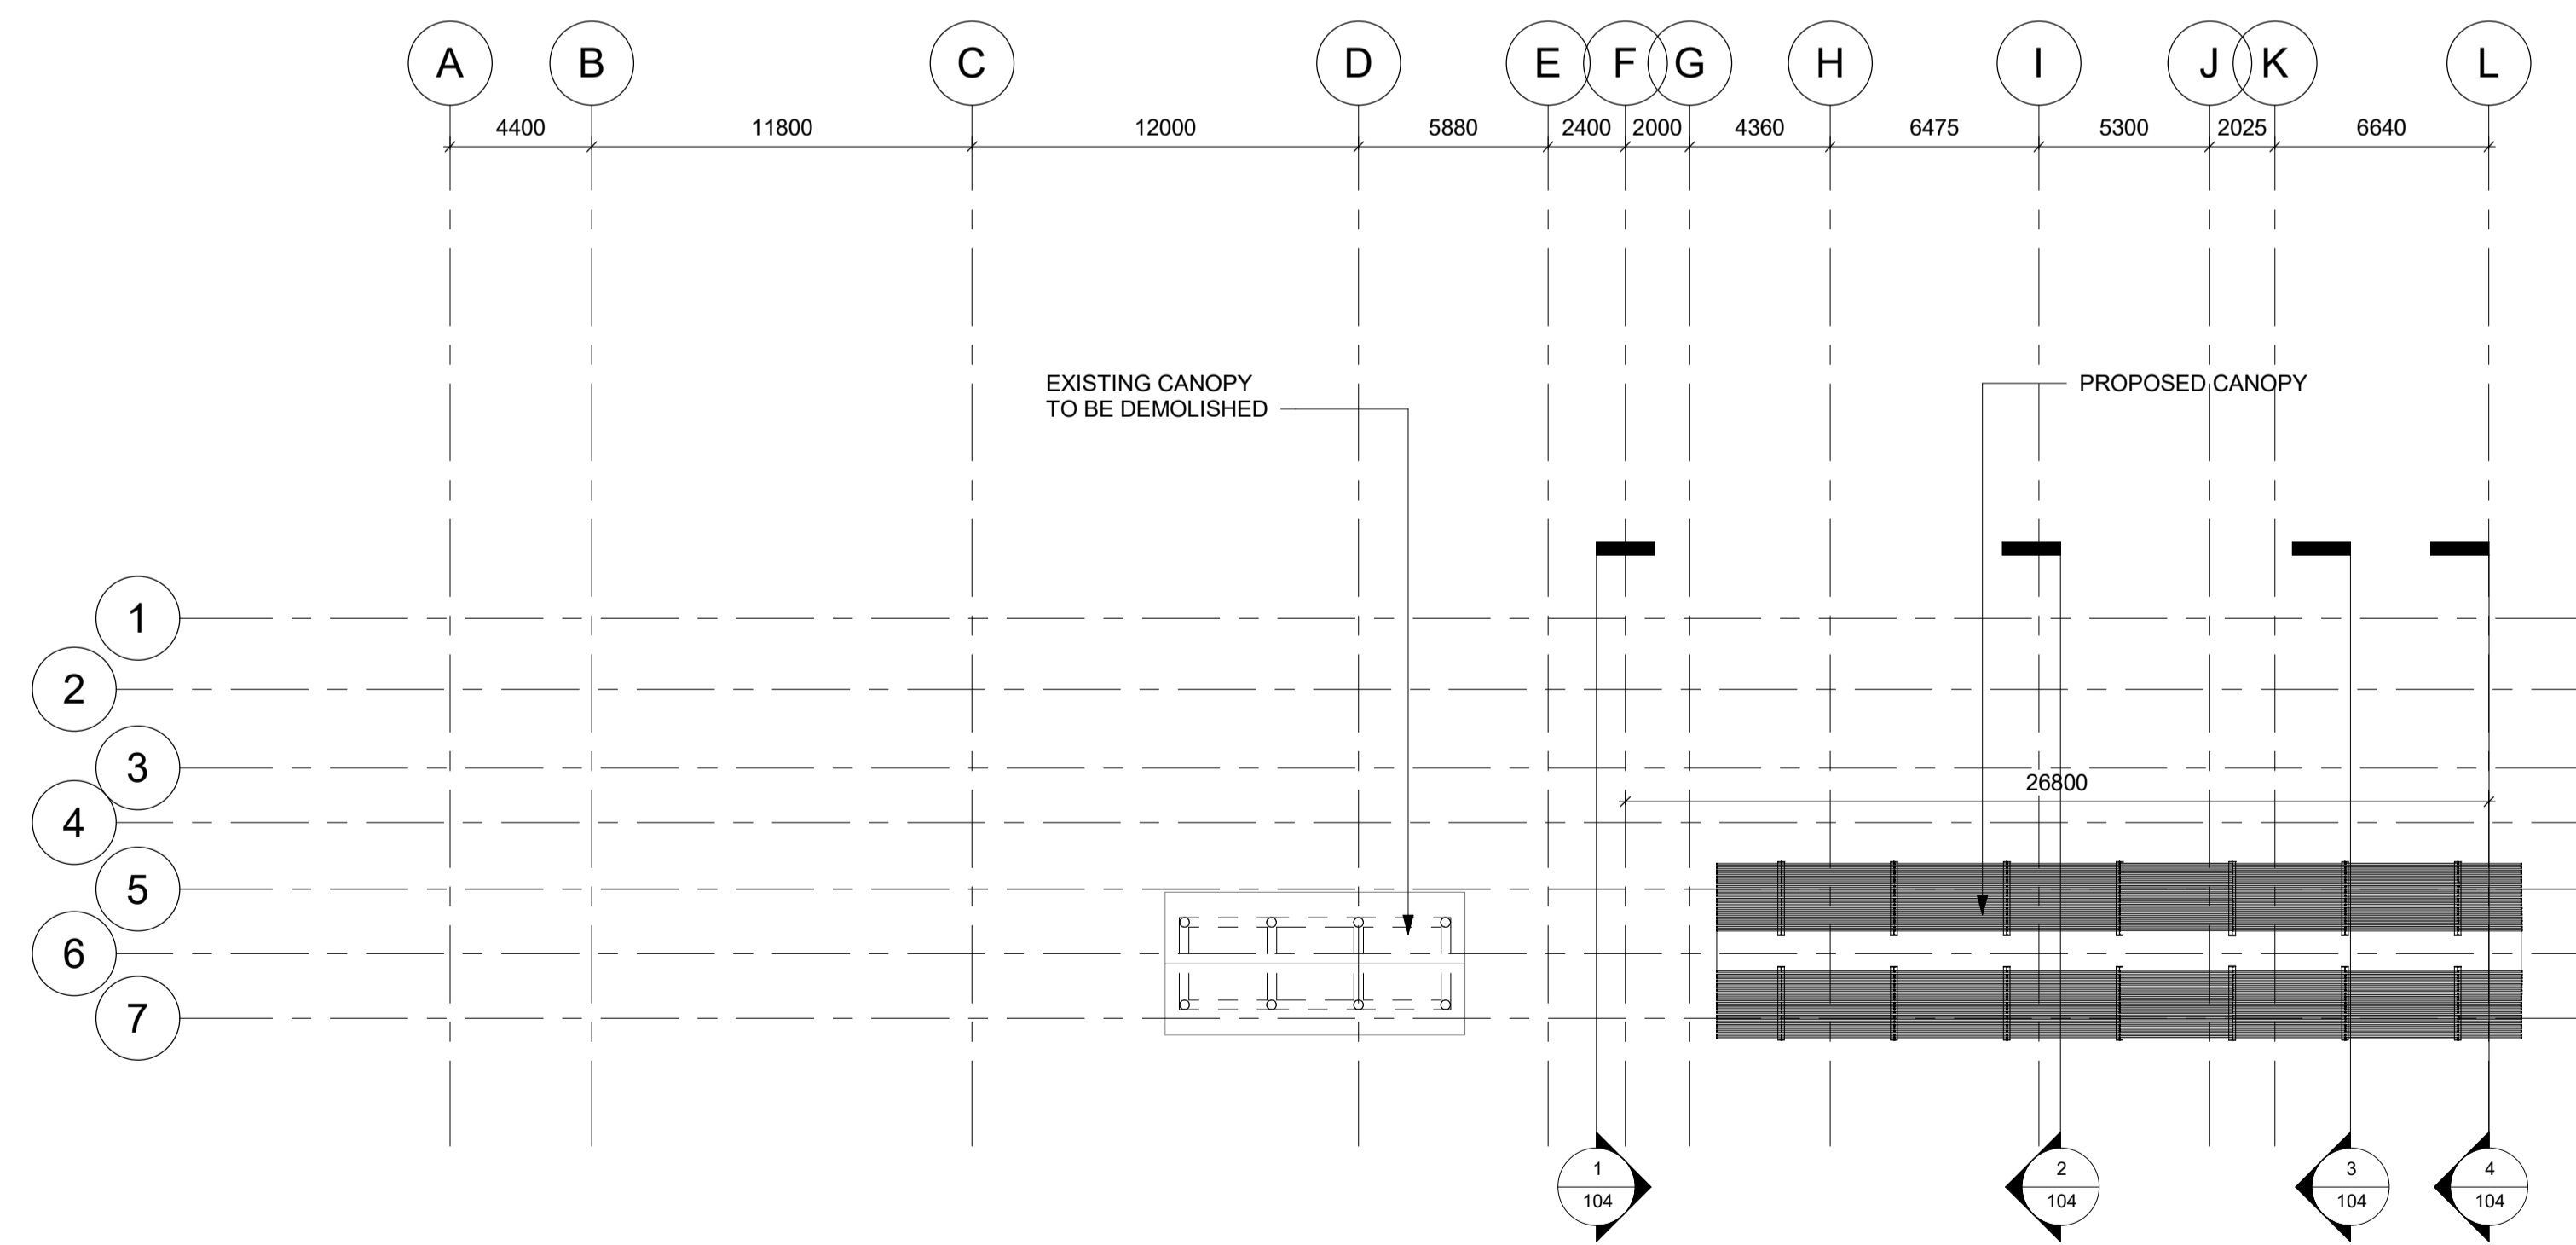 A B C D E F G H I J K L
4400 11800 12000 5880 2400 2000 4360 6475 5300 2025 6640
EXISTING CANOPY
TO BE DEMOLISHED
PROPOSED CANOPY
1
2
3
26800
4
5
6
7
1 2 3 4
104 104 104 104